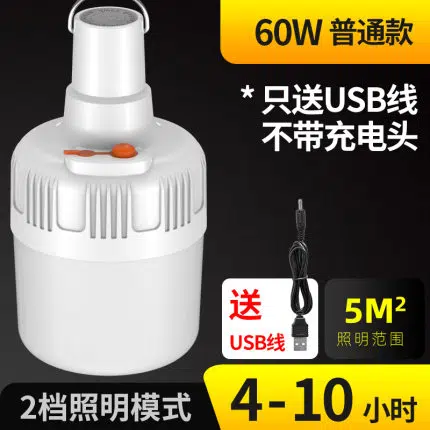 60W 普通款
* 只送USB线
不带充电头
送
USB线
5M²
照明范围
2档照明模式
4-10 小时